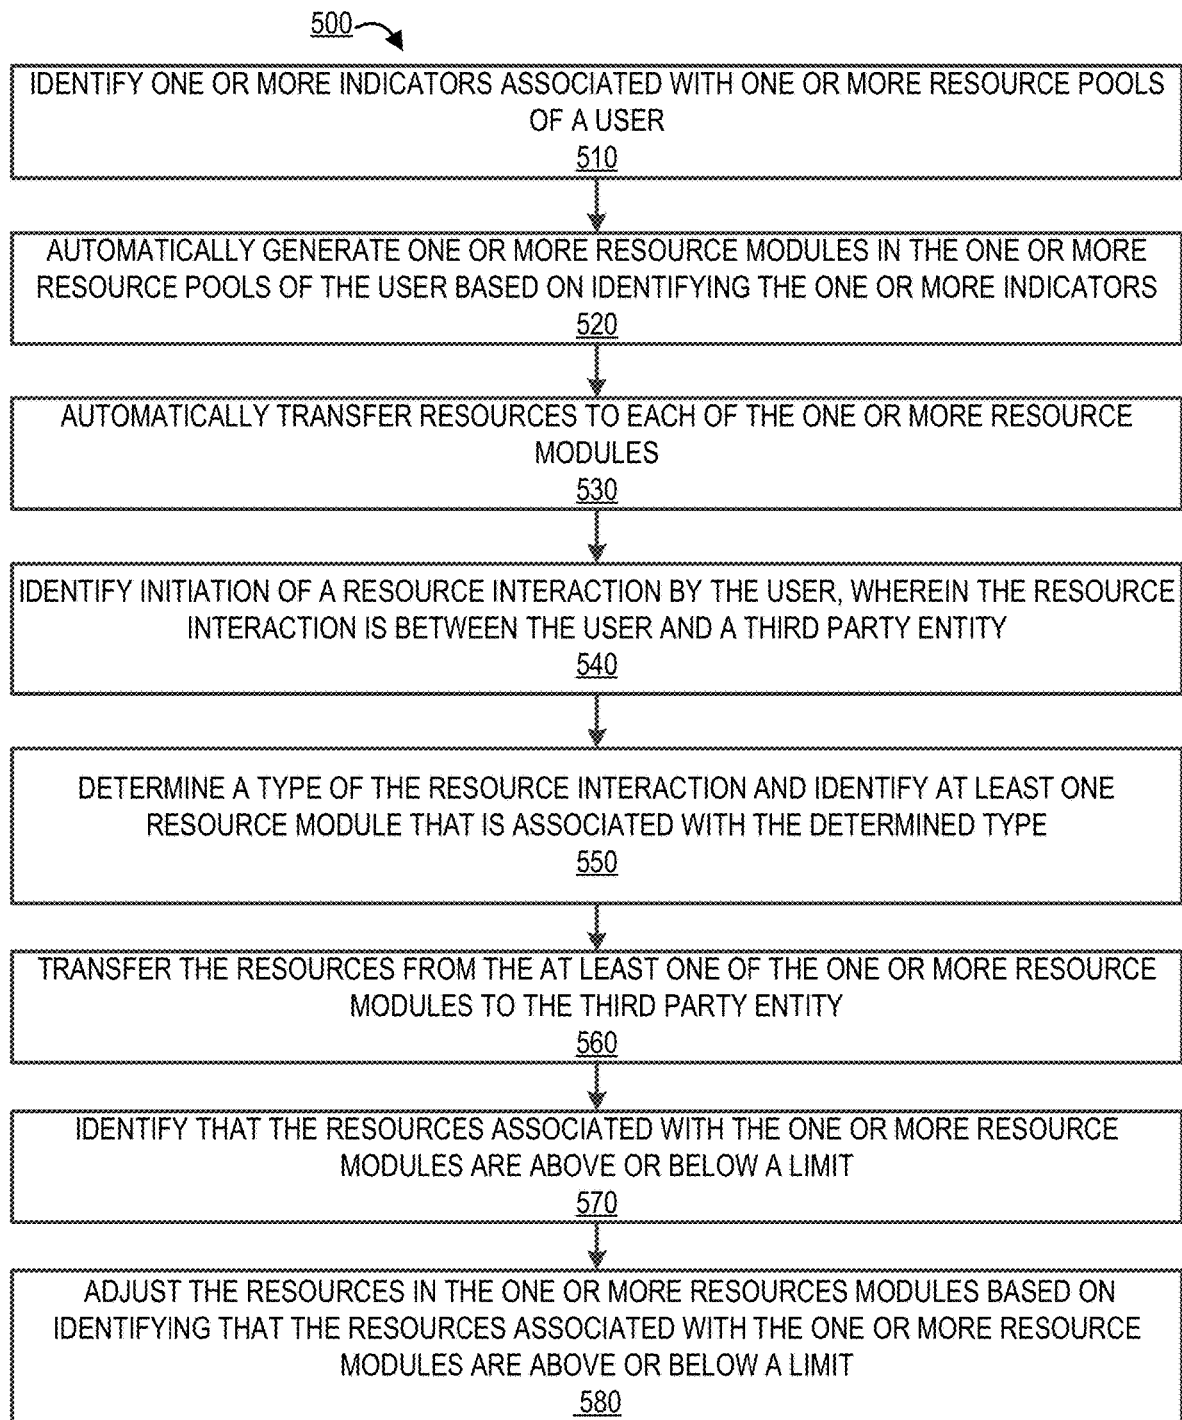 500
IDENTIFY ONE OR MORE INDICATORS ASSOCIATED WITH ONE OR MORE RESOURCE POOLS
OF A USER
510
AUTOMATICALLY GENERATE ONE OR MORE RESOURCE MODULES IN THE ONE OR MORE
RESOURCE POOLS OF THE USER BASED ON IDENTIFYING THE ONE OR MORE INDICATORS
520
AUTOMATICALLY TRANSFER RESOURCES TO EACH OF THE ONE OR MORE RESOURCE
MODULES
530
IDENTIFY INITIATION OF A RESOURCE INTERACTION BY THE USER, WHEREIN THE RESOURCE
INTERACTION IS BETWEEN THE USER AND A THIRD PARTY ENTITY
540
DETERMINE A TYPE OF THE RESOURCE INTERACTION AND IDENTIFY AT LEAST ONE
RESOURCE MODULE THAT IS ASSOCIATED WITH THE DETERMINED TYPE
550
TRANSFER THE RESOURCES FROM THE AT LEAST ONE OF THE ONE OR MORE RESOURCE
MODULES TO THE THIRD PARTY ENTITY
560
IDENTIFY THAT THE RESOURCES ASSOCIATED WITH THE ONE OR MORE RESOURCE
MODULES ARE ABOVE OR BELOW A LIMIT
570
ADJUST THE RESOURCES IN THE ONE OR MORE RESOURCES MODULES BASED ON
IDENTIFYING THAT THE RESOURCES ASSOCIATED WITH THE ONE OR MORE RESOURCE
MODULES ARE ABOVE OR BELOW A LIMIT
580